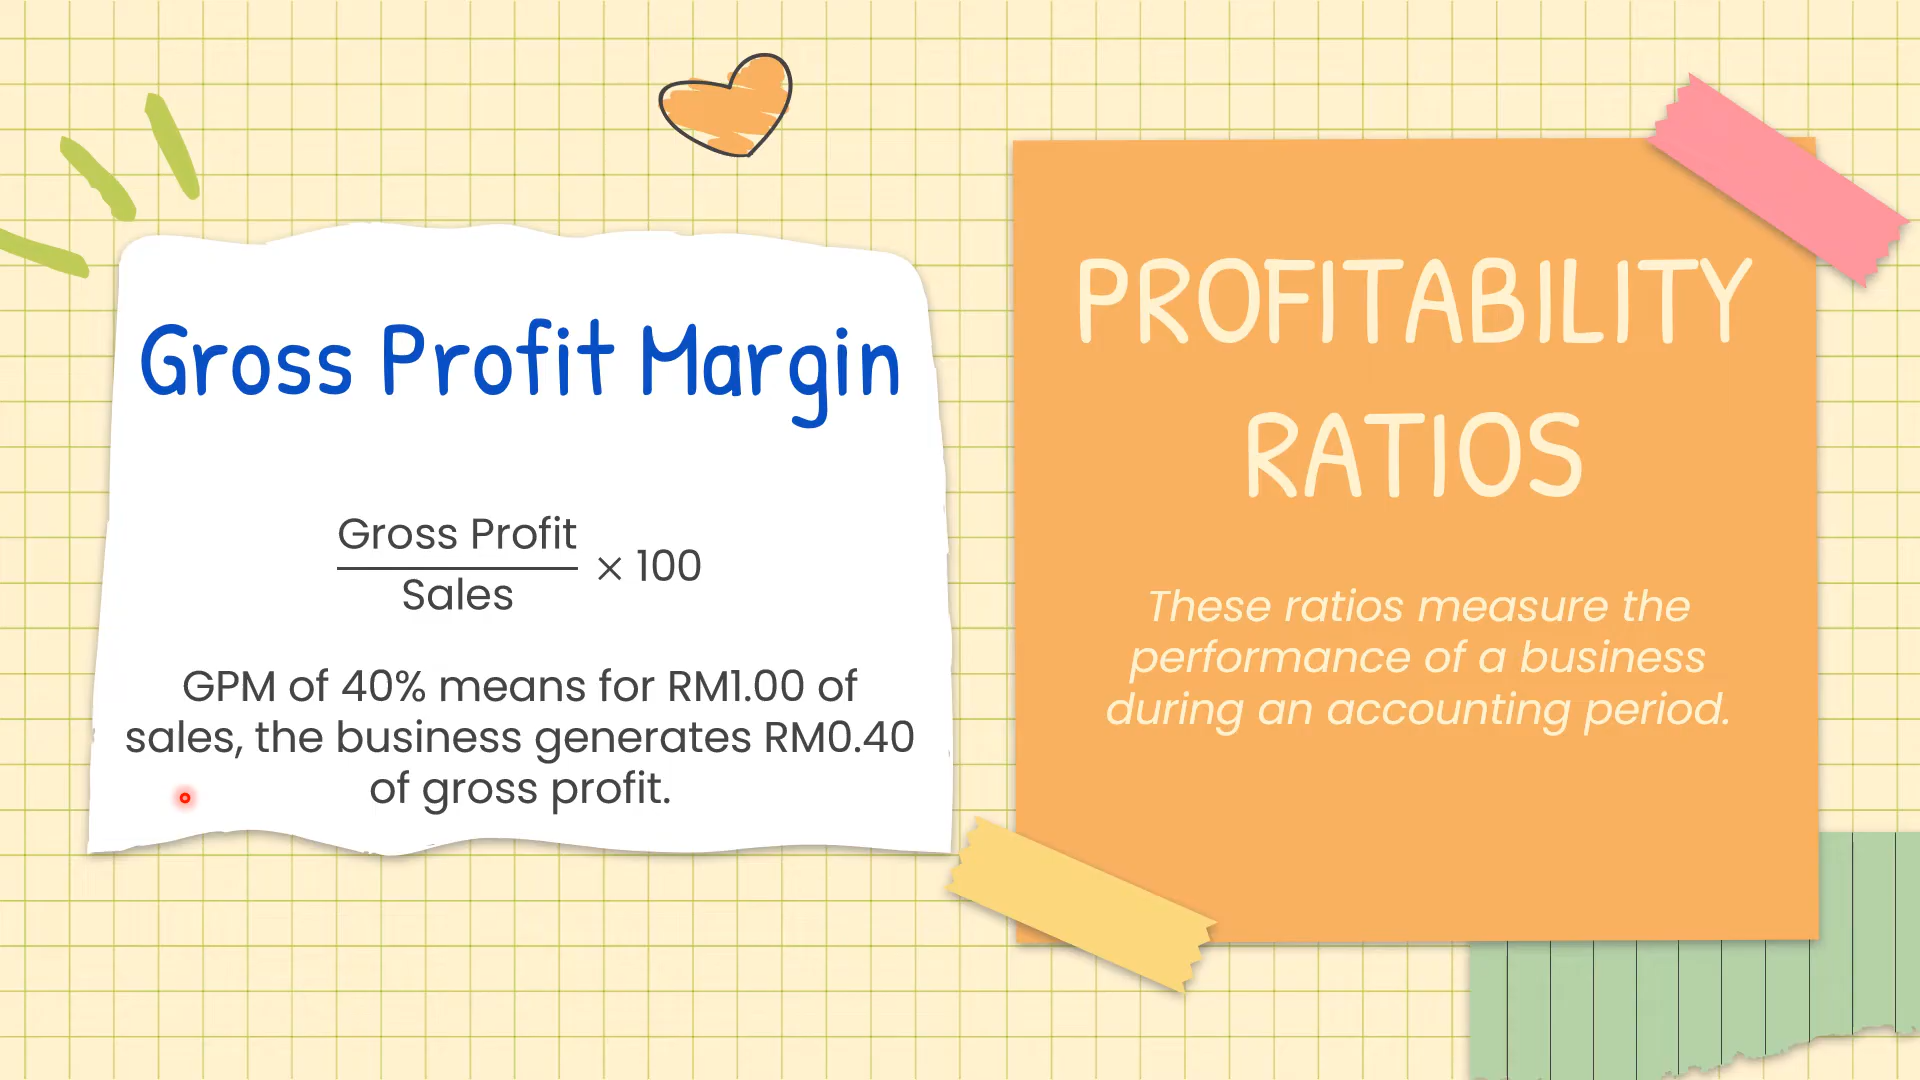 Gross Profit Margin
Gross Profit
Sales
× 100
GPM of 40% means for RM1.00 of
sales, the business generates RM0.40
of gross profit.
PROFITABILITY
RATIOS
These ratios measure the
performance of a business
during an accounting period.